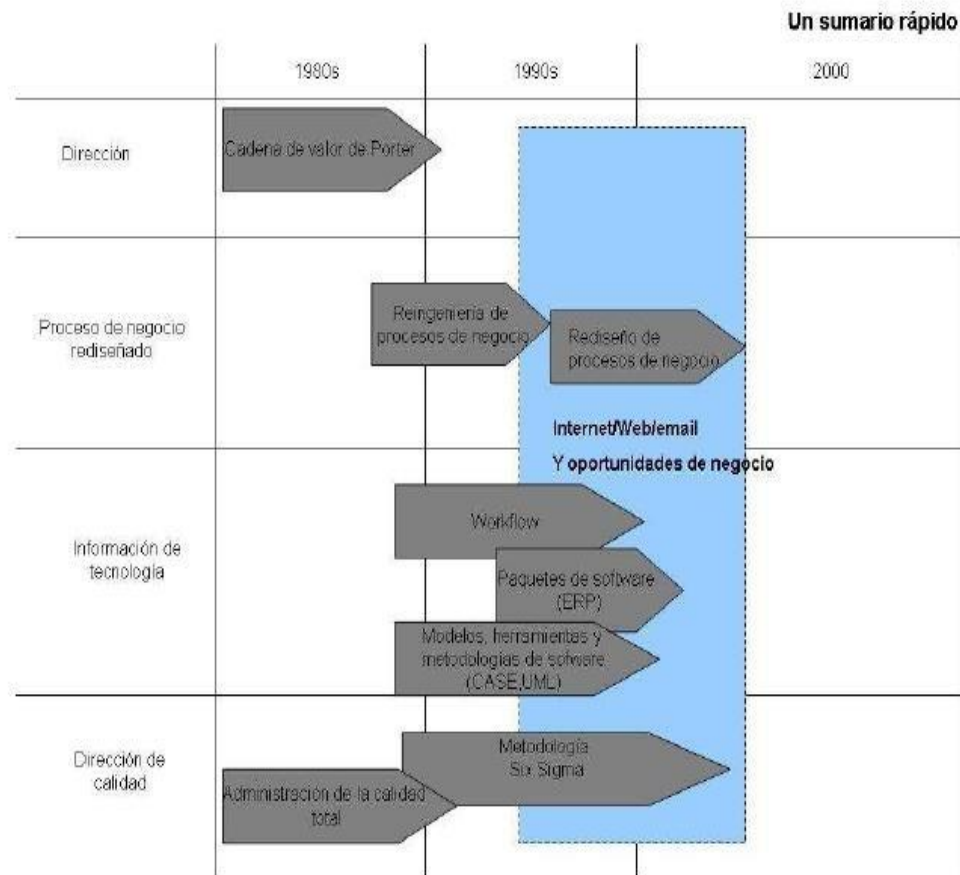 Un sumario rápido
1980s
1990s
2000
Dirección
Cadena de valor de Porter
Proceso de negocio
rediseñado
Reingeniería de
procesos de negocio
Rediseño de
procesos de negocio
Internet/Web/email
Y oportunidades de negocio
Información de
tecnología
Workflow
Paquetes de software
(ERP)
Modelos, herramientas y
metodologías de sofware
(CASE,UML)
Dirección de
calidad
Metodología
Six Sigma
Administración de la calidad
total